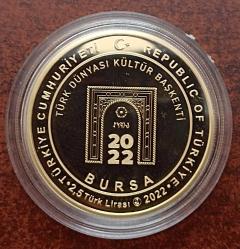 TÜRKİYE CUMHURİYETİ REPUBLIC OF TÜRKİYE
TÜRK DÜNYASI KÜLTÜR BAŞKENTİ
2022
BURSA
2,5 Türk Lirası 2022